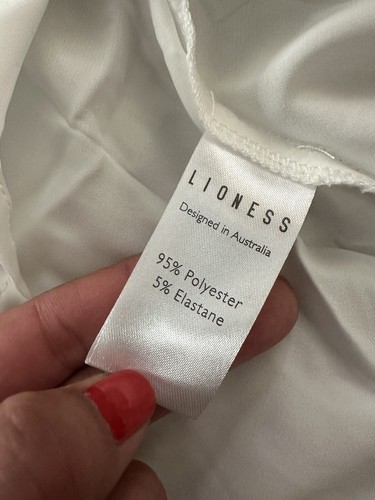 LIONESS
Designed in Australia
95% Polyester
5% Elastane